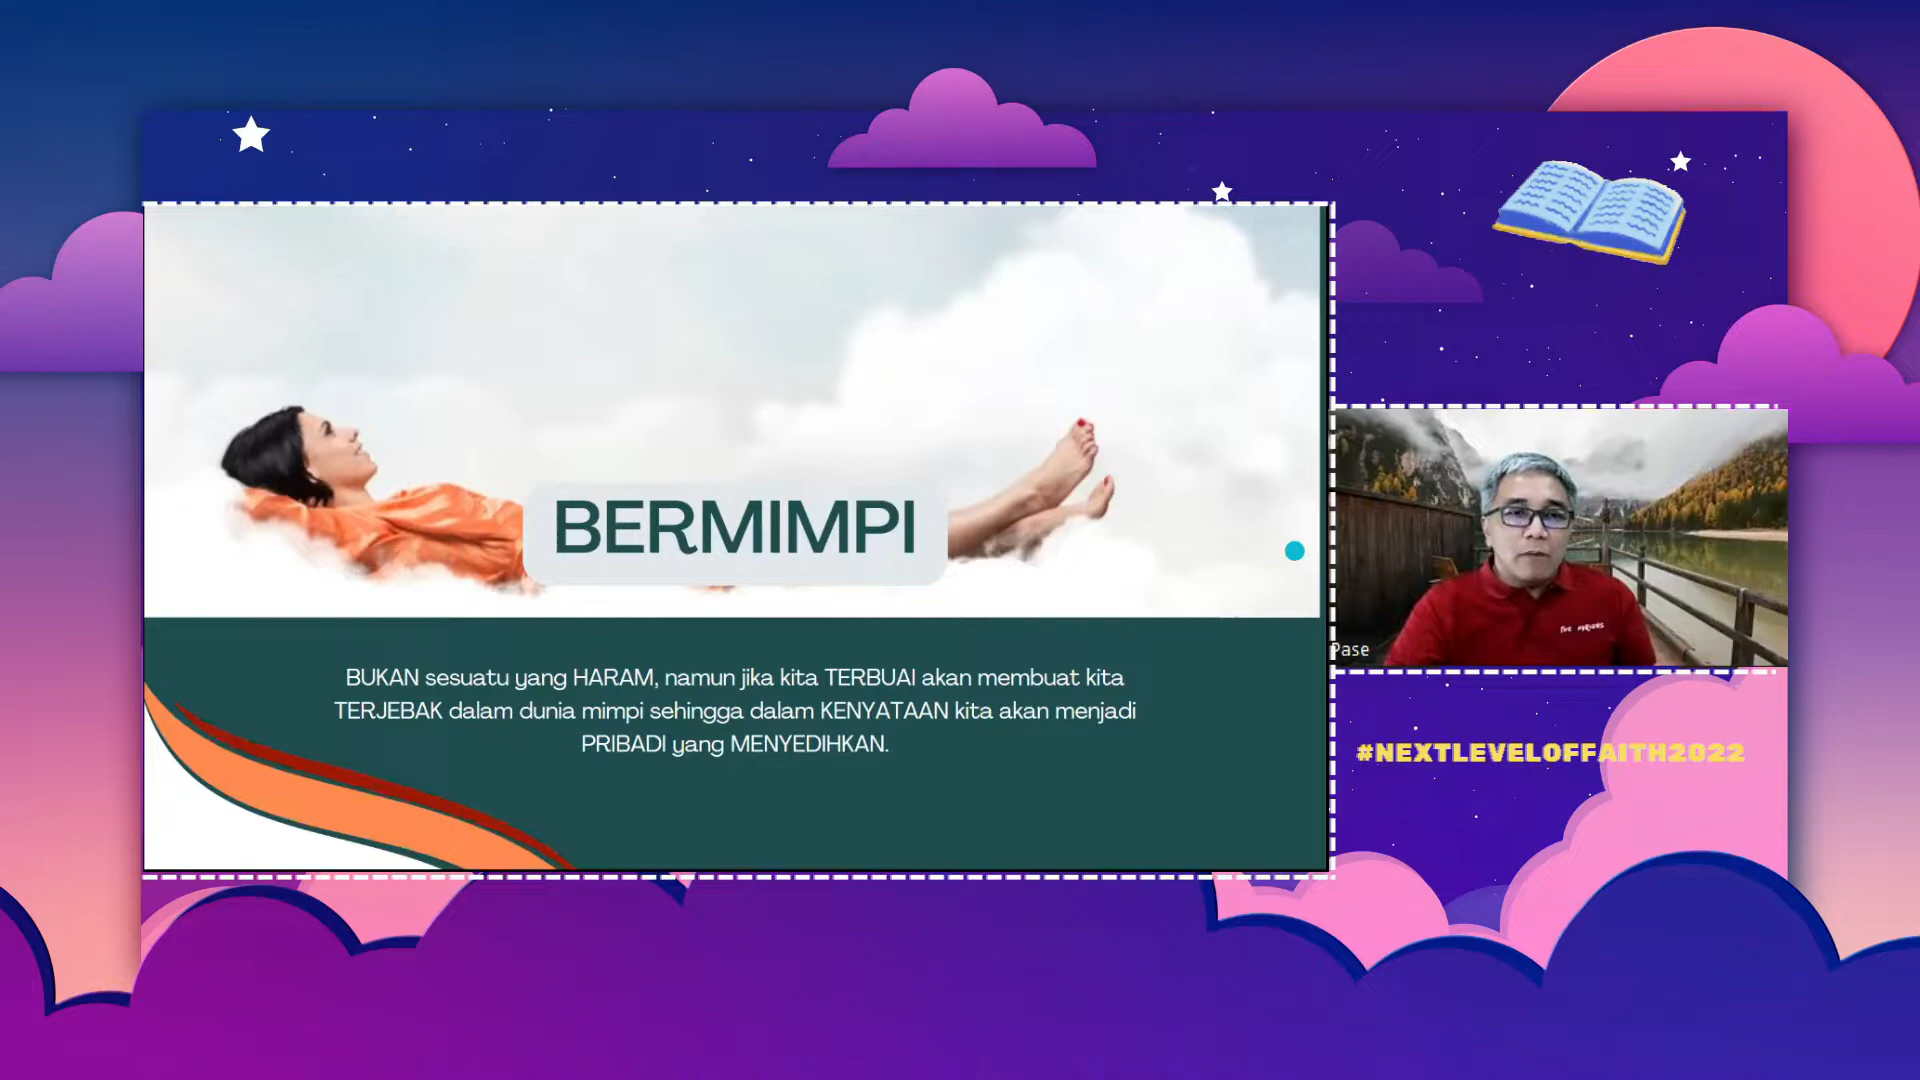 BERMIMPI
BUKAN sesuatu yang HARAM, namun jika kita TERBUAI akan membuat kita
TERJEBAK dalam dunia mimpi sehingga dalam KENYATAAN kita akan menjadi
PRIBADI yang MENYEDIHKAN.
Pase
#NEXTLEVELOFFAITH2022